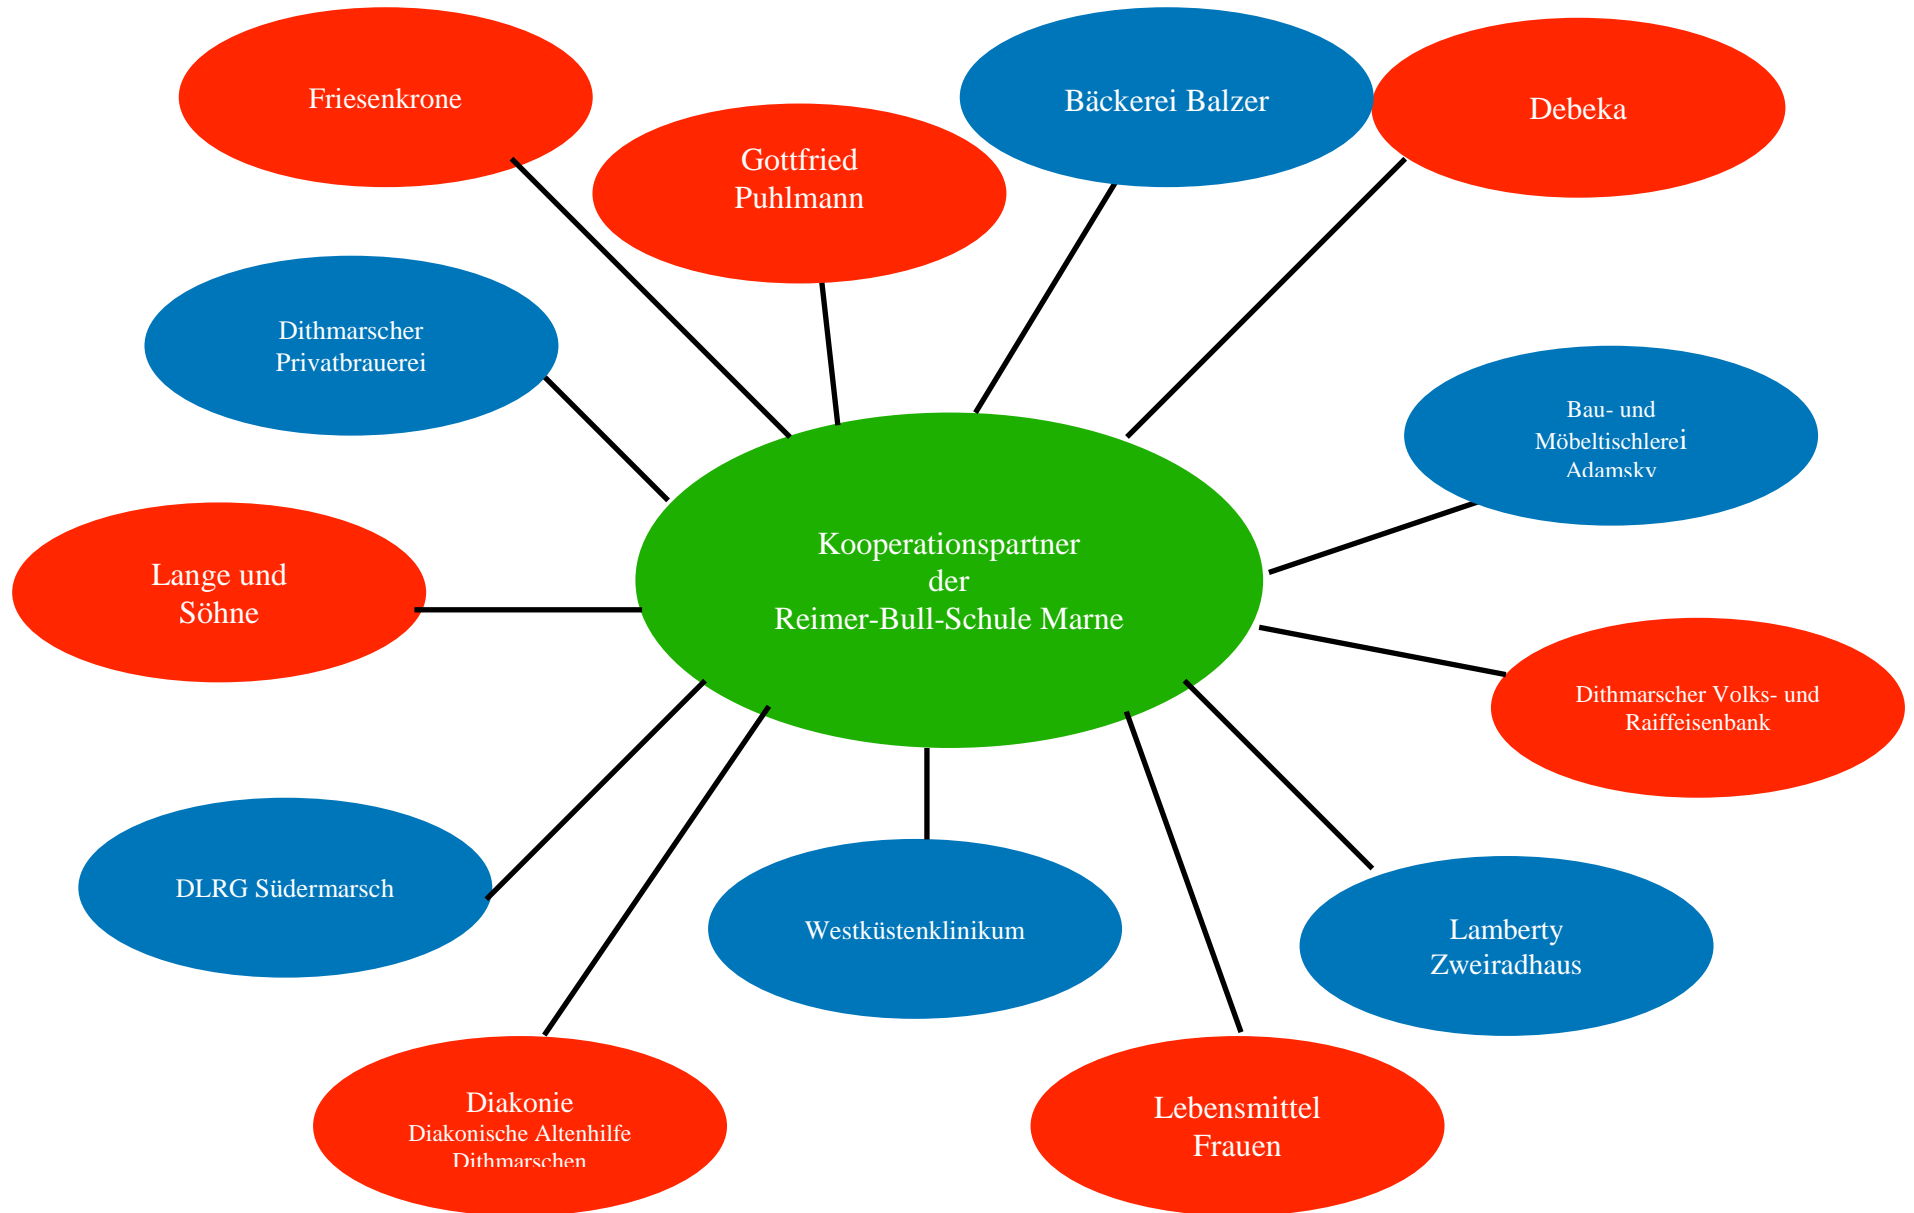 Friesenkrone
Gottfried
Puhlmann
Bäckerei Balzer
Debeka
Dithmarscher
Privatbrauerei
Bau- und
Möbeltischlerei
Adamsky
Lange und
Söhne
Kooperationspartner
der
Reimer-Bull-Schule Marne
Dithmarscher Volks- und
Raiffeisenbank
DLRG Südermarsch
Westküstenklinikum
Lamberty
Zweiradhaus
Diakonie
Diakonische Altenhilfe
Dithmarschen
Lebensmittel
Frauen